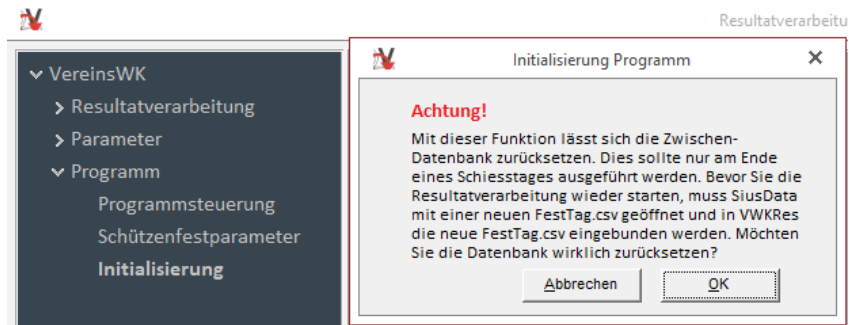 Resultatverarbeitu
VereinsWK
Resultatverarbeitung
Parameter
Programm
Programmsteuerung
Schützenfestparameter
Initialisierung
Initialisierung Programm
Achtung!
Mit dieser Funktion lässt sich die Zwischen-
Datenbank zurücksetzen. Dies sollte nur am Ende
eines Schiesstages ausgeführt werden. Bevor Sie die
Resultatverarbeitung wieder starten, muss SiusData
mit einer neuen FestTag.csv geöffnet und in VWKRes
die neue FestTag.csv eingebunden werden. Möchten
Sie die Datenbank wirklich zurücksetzen?
Abbrechen
OK